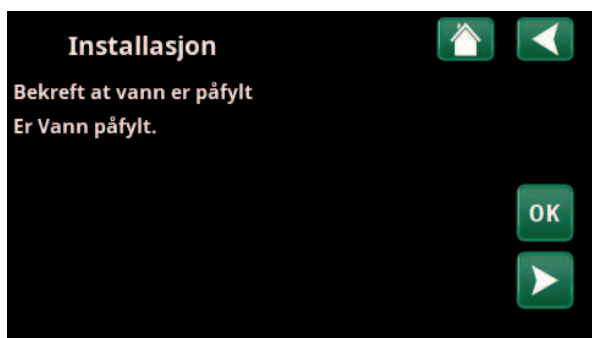 Installasjon
Bekreft at vann er påfylt
Er Vann påfylt.
OK